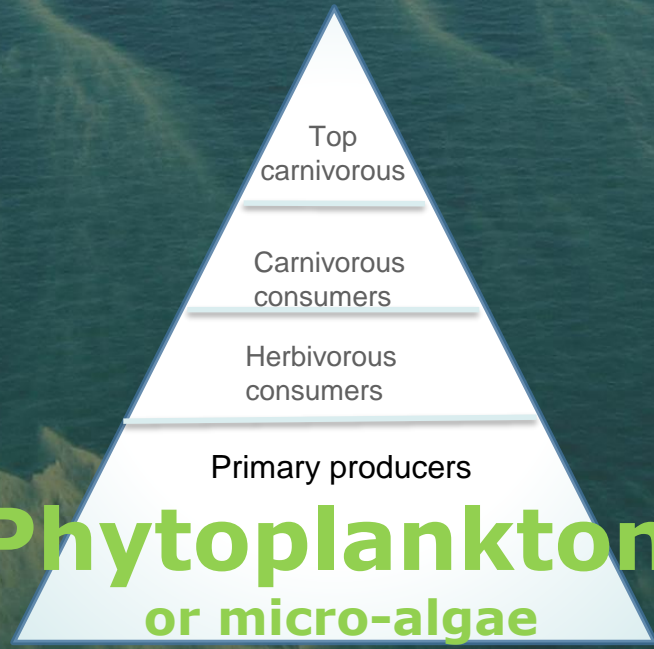 Top
carnivorous
Carnivorous
consumers
Herbivorous
consumers
Primary producers
Phytoplankton
or micro-algae